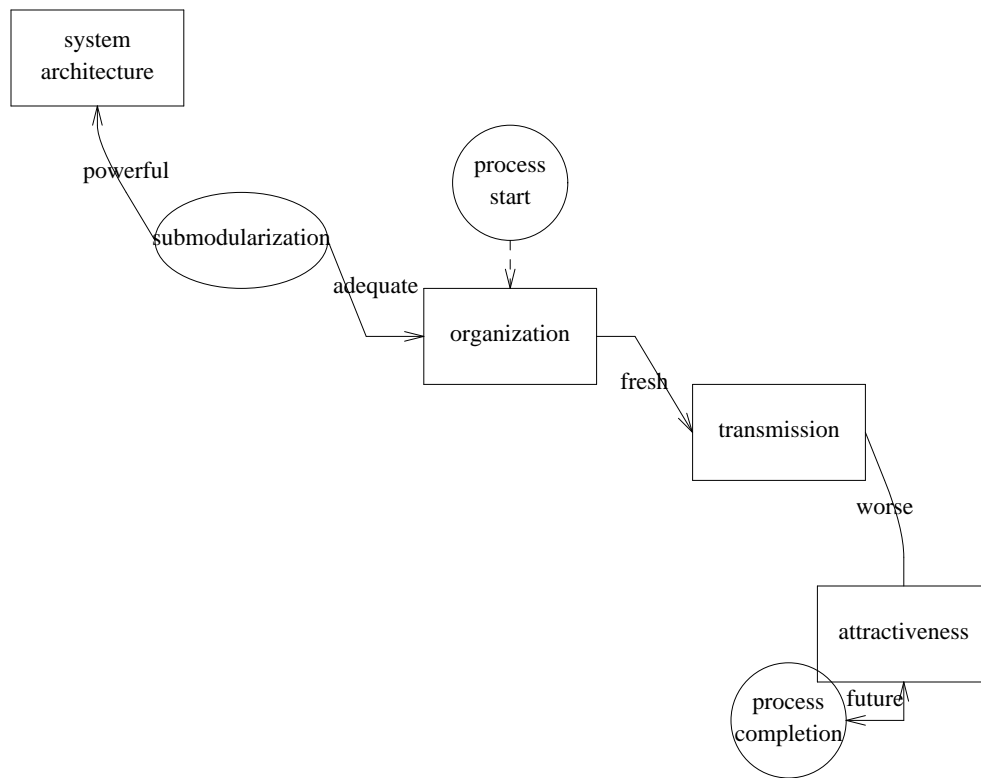 system
architecture
powerful
process
start
submodularization
adequate
organization
fresh
transmission
worse
attractiveness
future
process
completion